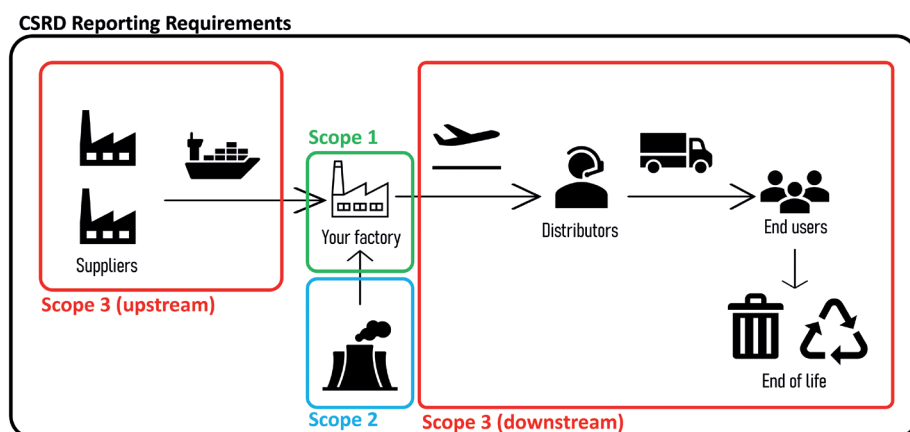 CSRD Reporting Requirements
Scope 1
Your factory
Suppliers
Distributors
End users
Scope 3 (upstream)
End of life
Scope 2
Scope 3 (downstream)